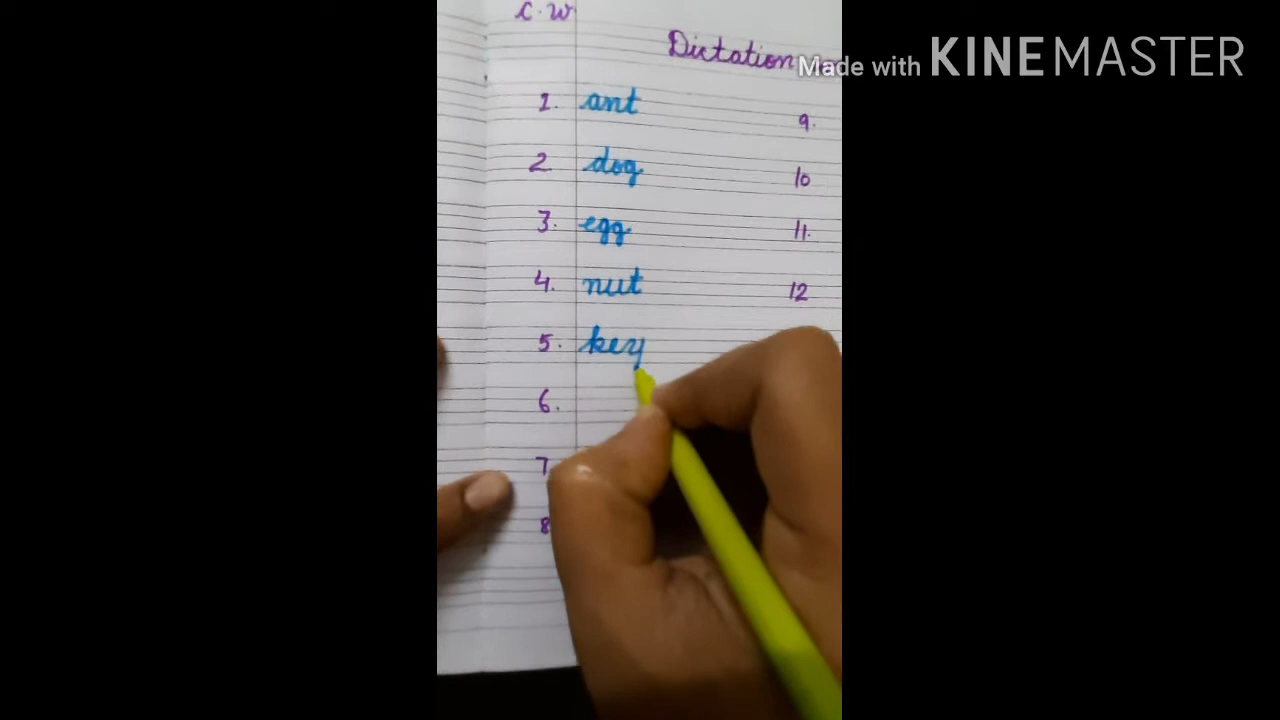 C.W
Dictation
Made with KINEMASTER
1. ant
2. dog
3. egg
4. nut
5. key
6.
7
8
9.
10
11.
12